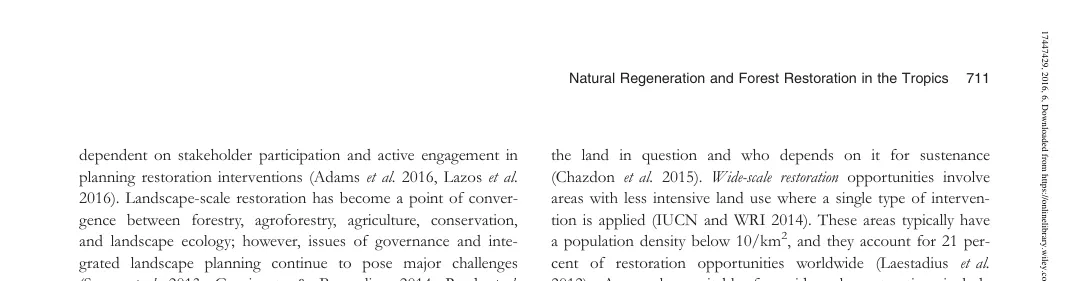 Natural Regeneration and Forest Restoration in the Tropics 711
dependent on stakeholder participation and active engagement in
planning restoration interventions (Adams et al. 2016, Lazos et al.
2016). Landscape-scale restoration has become a point of conver-
gence between forestry, agroforestry, agriculture, conservation,
and landscape ecology; however, issues of governance and inte-
grated landscape planning continue to pose major challenges
the land in question and who depends on it for sustenance
(Chazdon et al. 2015). Wide-scale restoration opportunities involve
areas with less intensive land use where a single type of interven-
tion is applied (IUCN and WRI 2014). These areas typically have
a population density below 10/km², and they account for 21 per-
cent of restoration opportunities worldwide (Laestadius et al.
17447429, 2016, 6, Downloaded from https://onlinelibrary.wiley.co